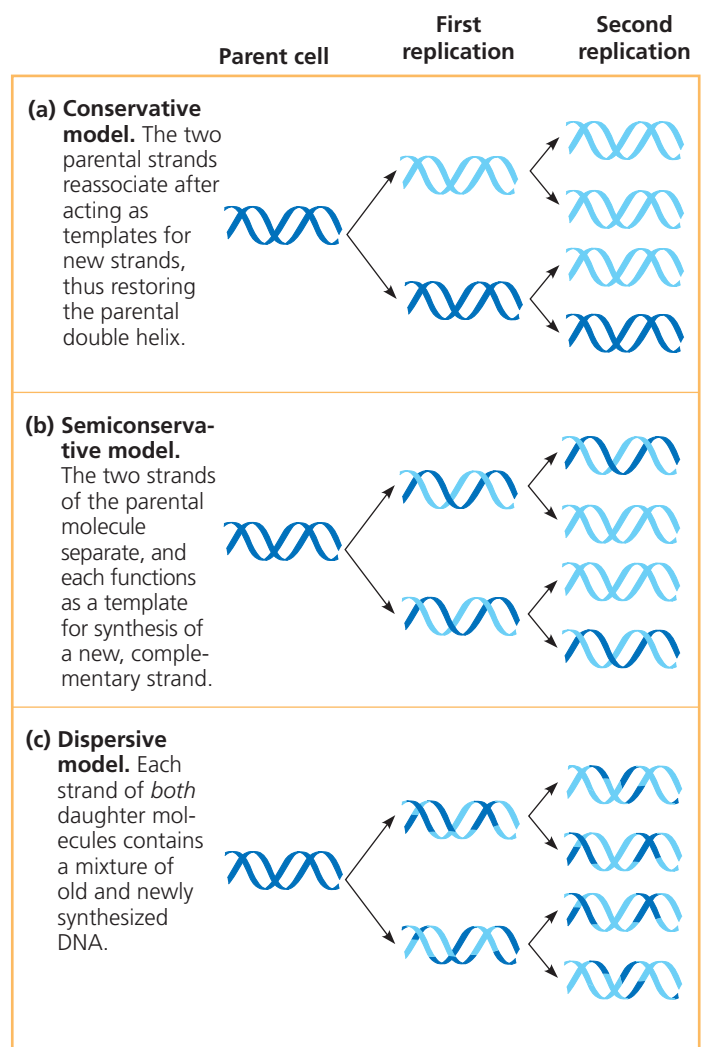 Parent cell
First
replication
Second
replication
(a) Conservative
model. The two
parental strands
reassociate after
acting as
templates for
new strands,
thus restoring
the parental
double helix.
(b) Semiconserva-
tive model.
The two strands
of the parental
molecule
separate, and
each functions
as a template
for synthesis of
a new, comple-
mentary strand.
(c) Dispersive
model. Each
strand of both
daughter mol-
ecules contains
a mixture of
old and newly
synthesized
DNA.